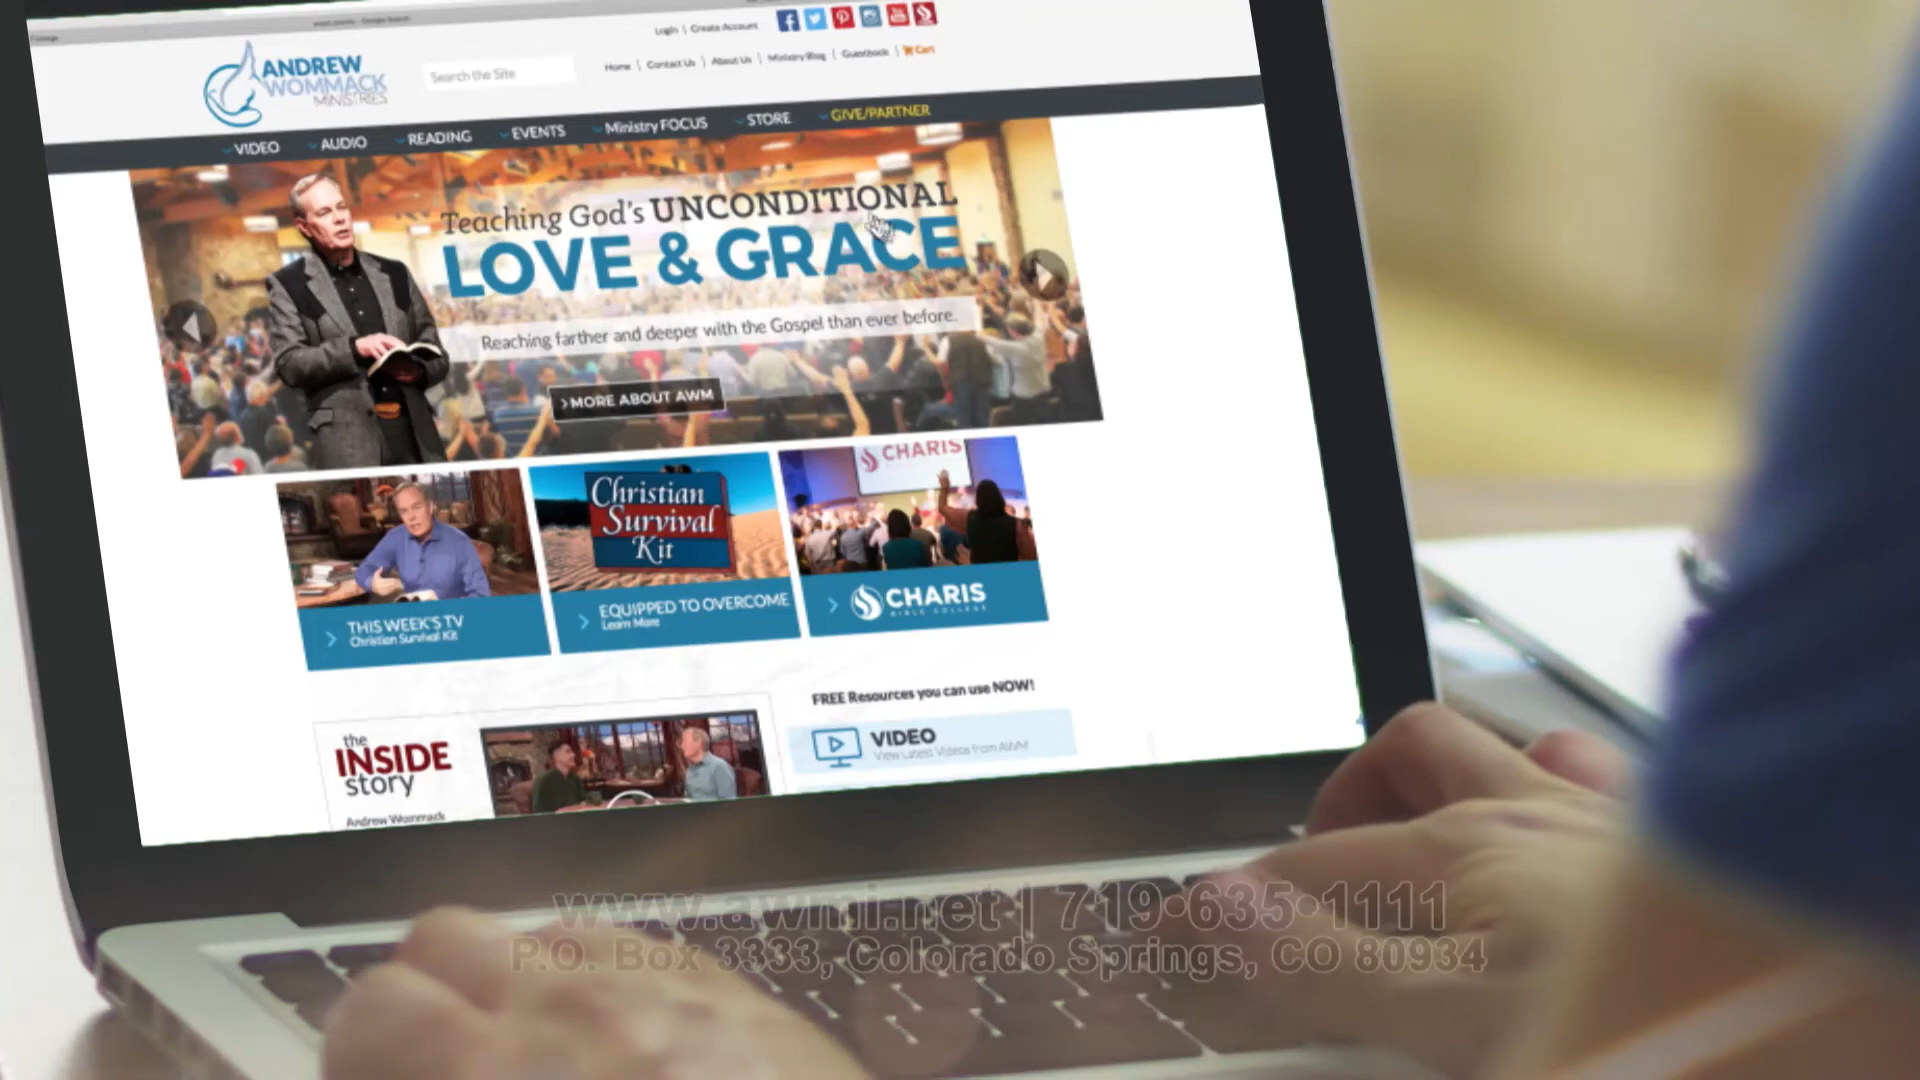 Login | Create Account
ANDREW
WOMMACK
MINISTRIES
Search the Site
Home | Contact Us | About Us | Ministry Blog | Guestbook | Cart
VIDEO AUDIO READING EVENTS Ministry FOCUS STORE GIVE/PARTNER
Teaching God's UNCONDITIONAL
LOVE & GRACE
Reaching farther and deeper with the Gospel than ever before.
MORE ABOUT AWM
Christian
Survival
Kit
CHARIS
THIS WEEK'S TV
Christian Survival Kit
EQUIPPED TO OVERCOME
Learn More
CHARIS
BIBLE COLLEGE
the
INSIDE
story
Andrew Wommack
FREE Resources you can use NOW!
VIDEO
View Latest Videos from AWM
www.awmi.net | 719•635•1111
P.O. Box 3333, Colorado Springs, CO 80934